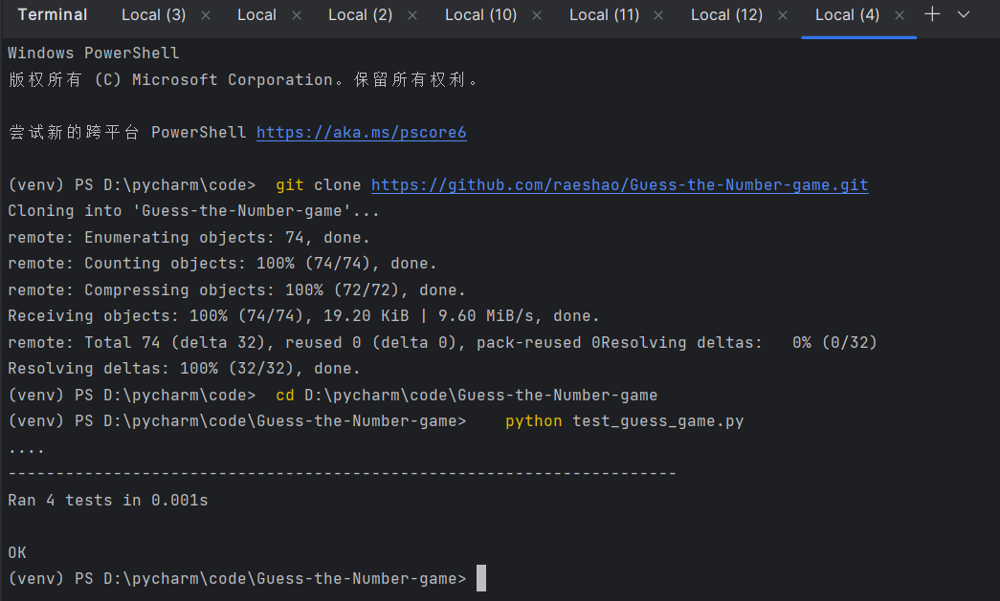 Terminal Local (3) × Local × Local (2) × Local (10) × Local (11) × Local (12) × Local (4) ×
Windows PowerShell
版权所有 (C) Microsoft Corporation。保留所有权利。
尝试新的跨平台 PowerShell https://aka.ms/pscore6
(venv) PS D:\pycharm\code>  git clone https://github.com/raeshao/Guess-the-Number-game.git
Cloning into 'Guess-the-Number-game'...
remote: Enumerating objects: 74, done.
remote: Counting objects: 100% (74/74), done.
remote: Compressing objects: 100% (72/72), done.
Receiving objects: 100% (74/74), 19.20 KiB | 9.60 MiB/s, done.
remote: Total 74 (delta 32), reused 0 (delta 0), pack-reused 0Resolving deltas:   0% (0/32)
Resolving deltas: 100% (32/32), done.
(venv) PS D:\pycharm\code>  cd D:\pycharm\code\Guess-the-Number-game
(venv) PS D:\pycharm\code\Guess-the-Number-game>    python test_guess_game.py
....
----------------------------------------------------------------------
Ran 4 tests in 0.001s
OK
(venv) PS D:\pycharm\code\Guess-the-Number-game>